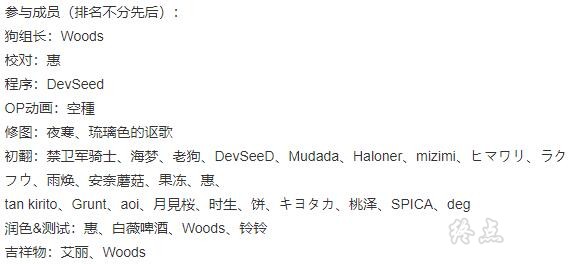 参与成员（排名不分先后）:
狗组长：Woods
校对：惠
程序：DevSeed
OP动画：空種
修图：夜寒、琉璃色的讴歌
初翻：禁卫军骑士、海梦、老狗、DevSeeD、Mudada、Haloner、mizimi、ヒマワリ、ラク
フウ、雨焕、安奈蘑菇、果冻、惠、
tan kirito、Grunt、aoi、月見桜、时生、饼、キヨタカ、桃泽、SPICA、deg
润色&测试：惠、白薇啤酒、Woods、铃铃
吉祥物：艾丽、Woods
终点